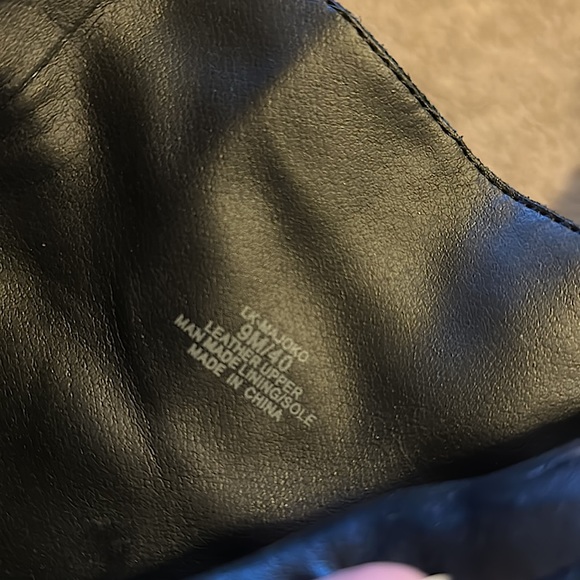 LK-MAJOKO
9M/40
LEATHER UPPER
MAN MADE LINING/SOLE
MADE IN CHINA